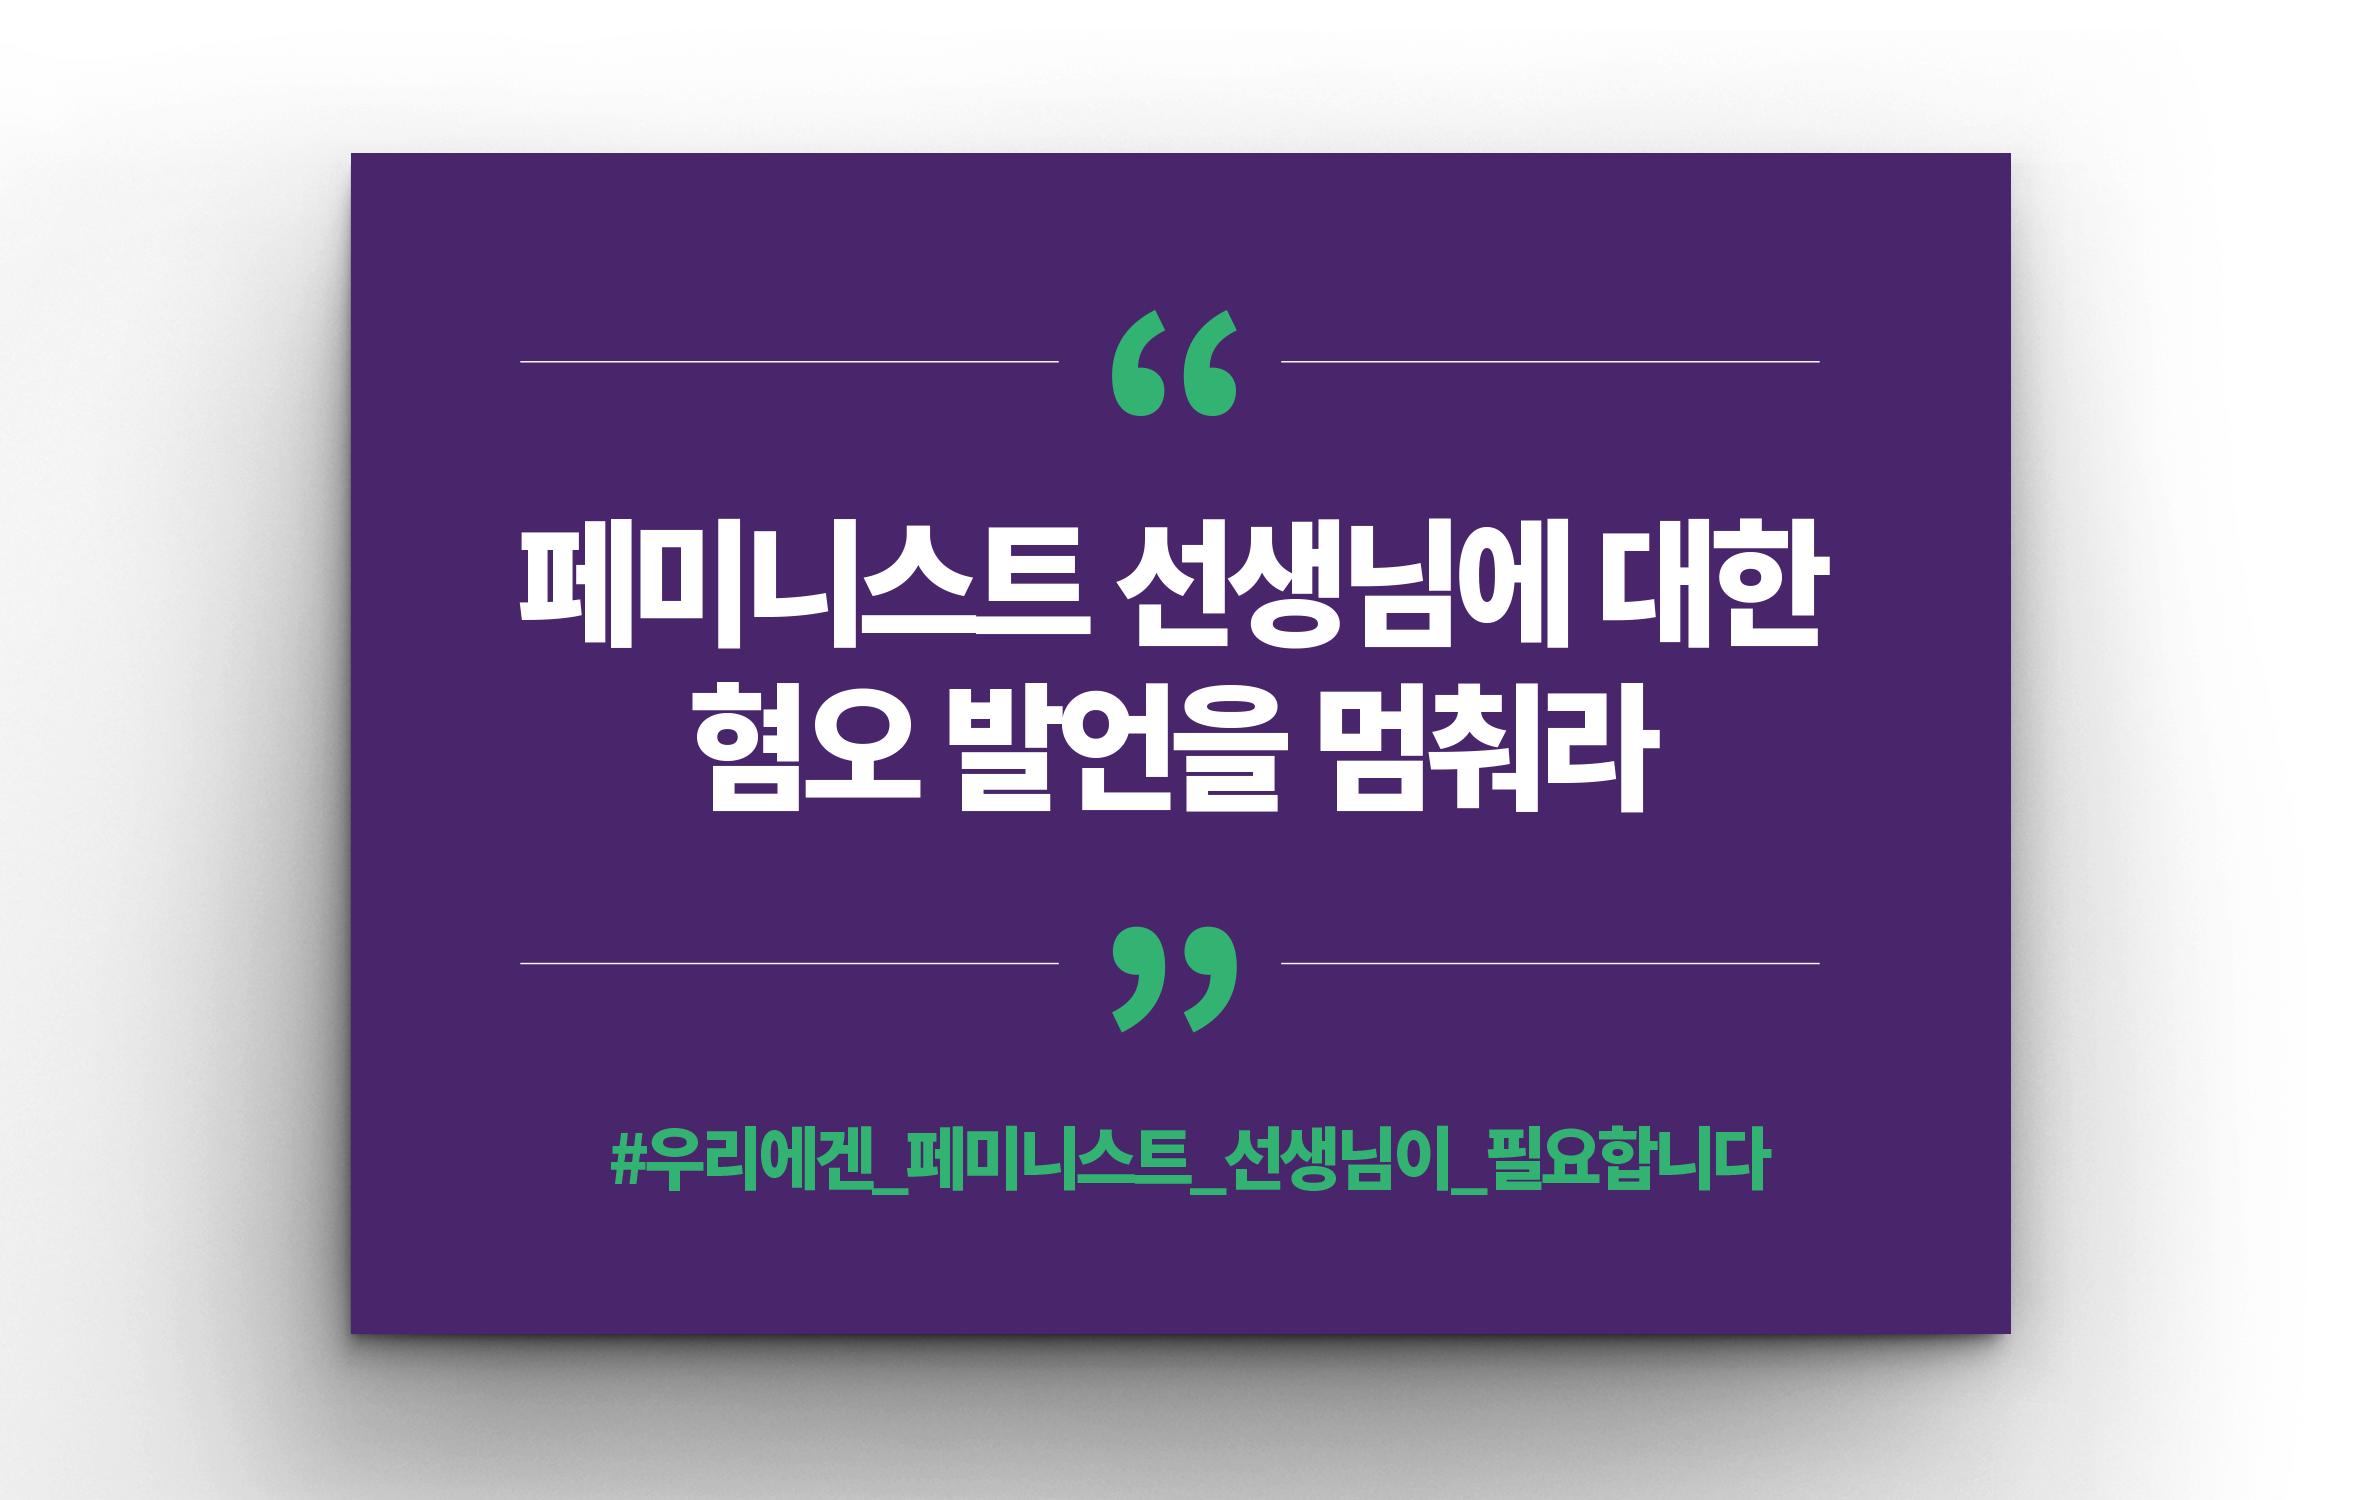 “
페미니스트 선생님에 대한
혐오 발언을 멈춰라
”
#우리에겐_페미니스트_선생님이_필요합니다